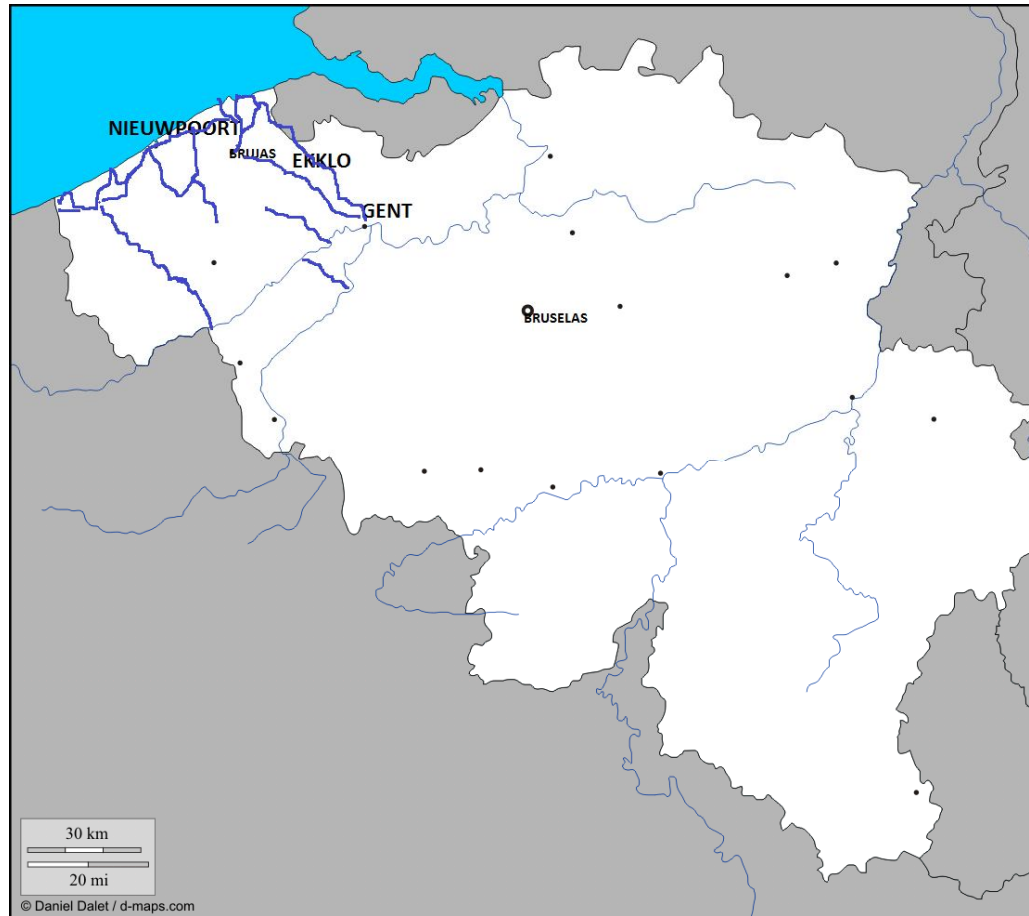 NIEUWPOORT
BRUJAS
EKKLO
GENT
BRUSELAS
30 km
20 mi
© Daniel Dalet / d-maps.com